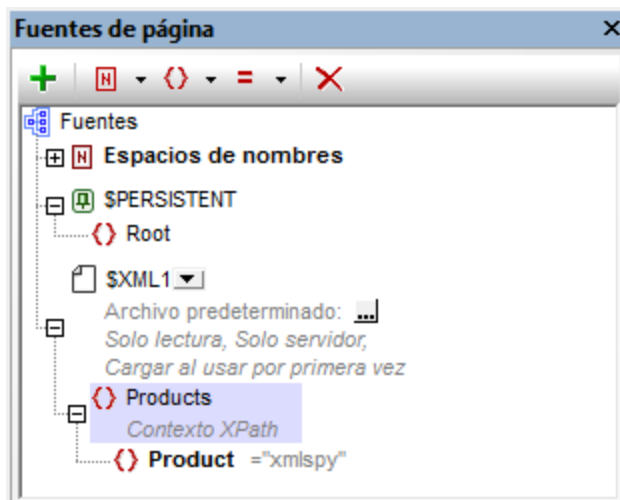 Fuentes de página
Fuentes
Espacios de nombres
$PERSISTENT
{} Root
$XML1
Archivo predeterminado: ...
Solo lectura, Solo servidor,
Cargar al usar por primera vez
{} Products
Contexto XPath
{} Product ="xmlspy"